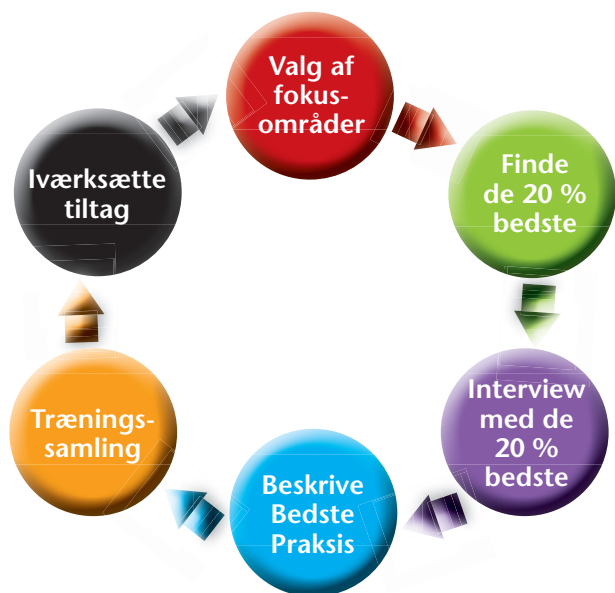 Valg af
fokus-
områder
Finde
de 20 %
bedste
Interview
med de
20 %
bedste
Beskrive
Bedste
Praksis
Trænings-
samling
Iværksætte
tiltag